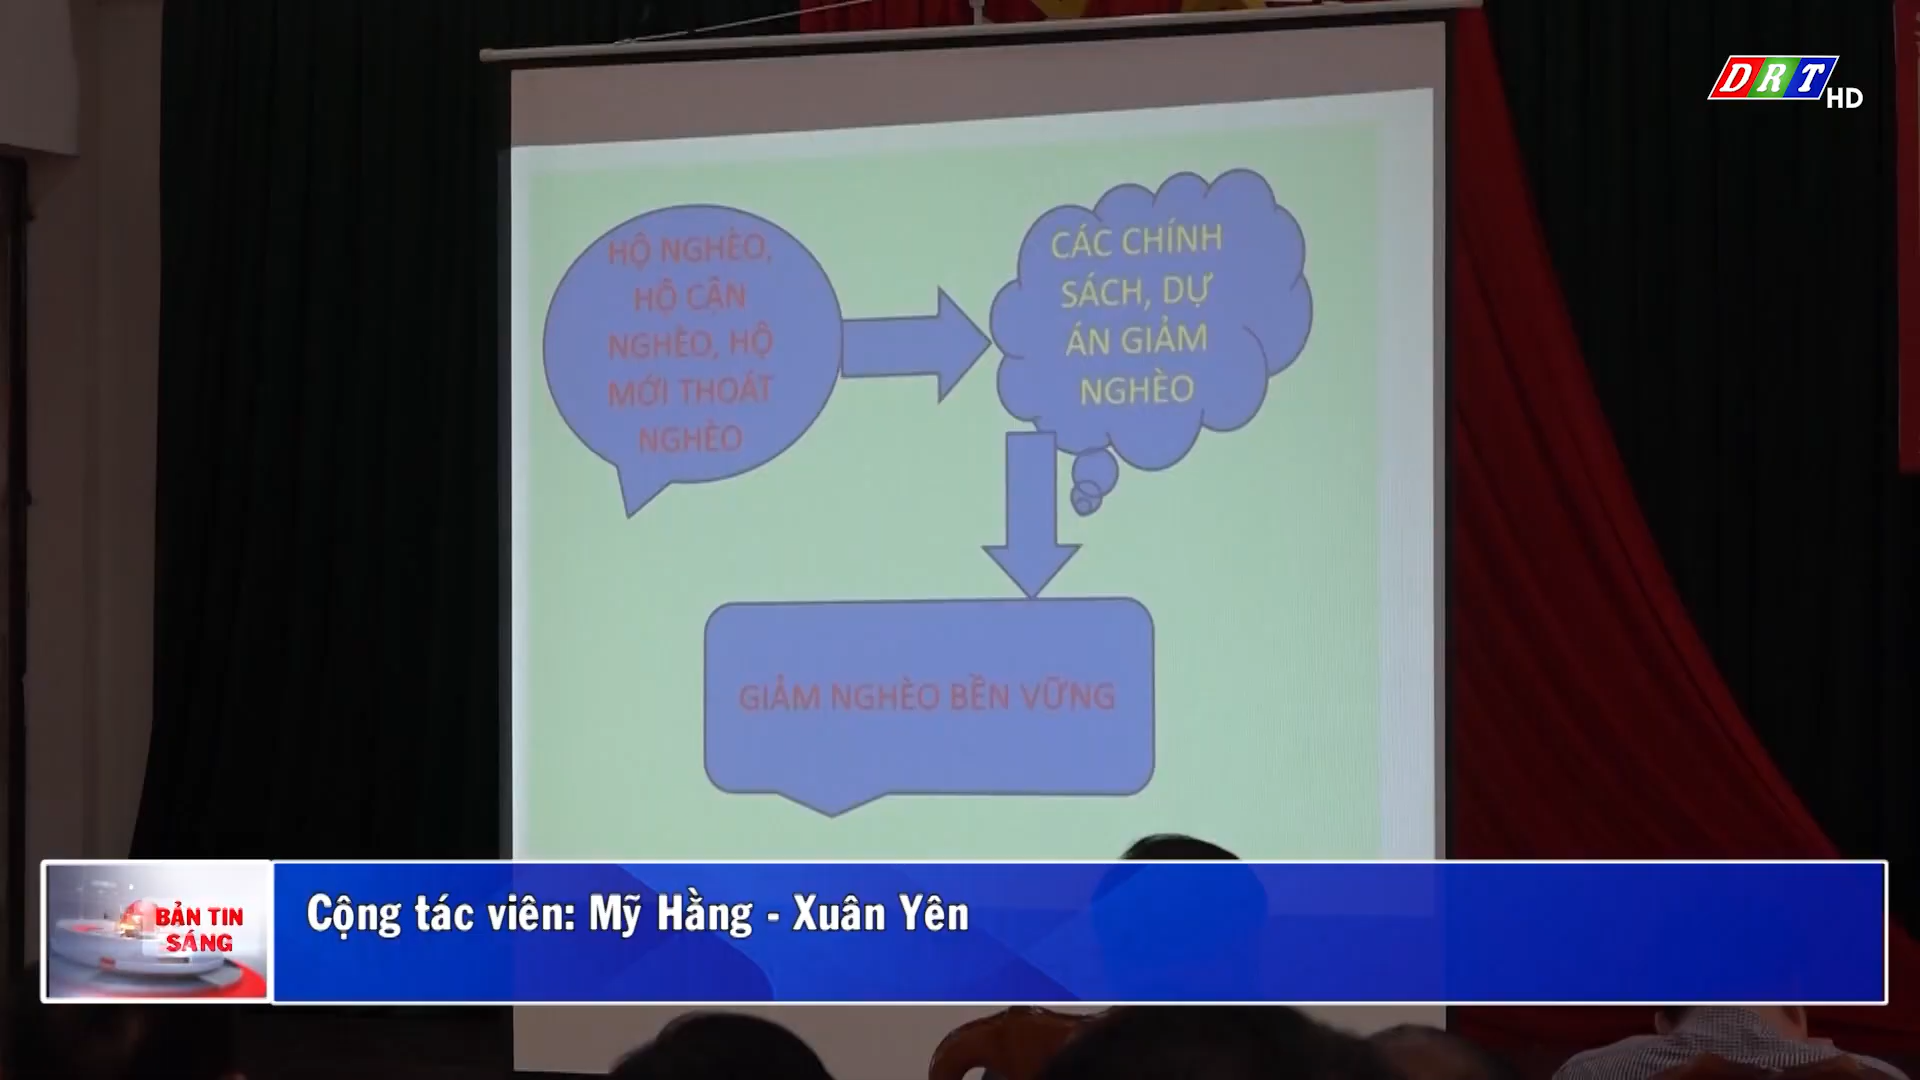 DRT HD
HỘ NGHÈO,
HỘ CẬN
NGHÈO, HỘ
MỚI THOÁT
NGHÈO
CÁC CHÍNH
SÁCH, DỰ
ÁN GIẢM
NGHÈO
GIẢM NGHÈO BỀN VỮNG
BẢN TIN
SÁNG
Cộng tác viên: Mỹ Hằng - Xuân Yên